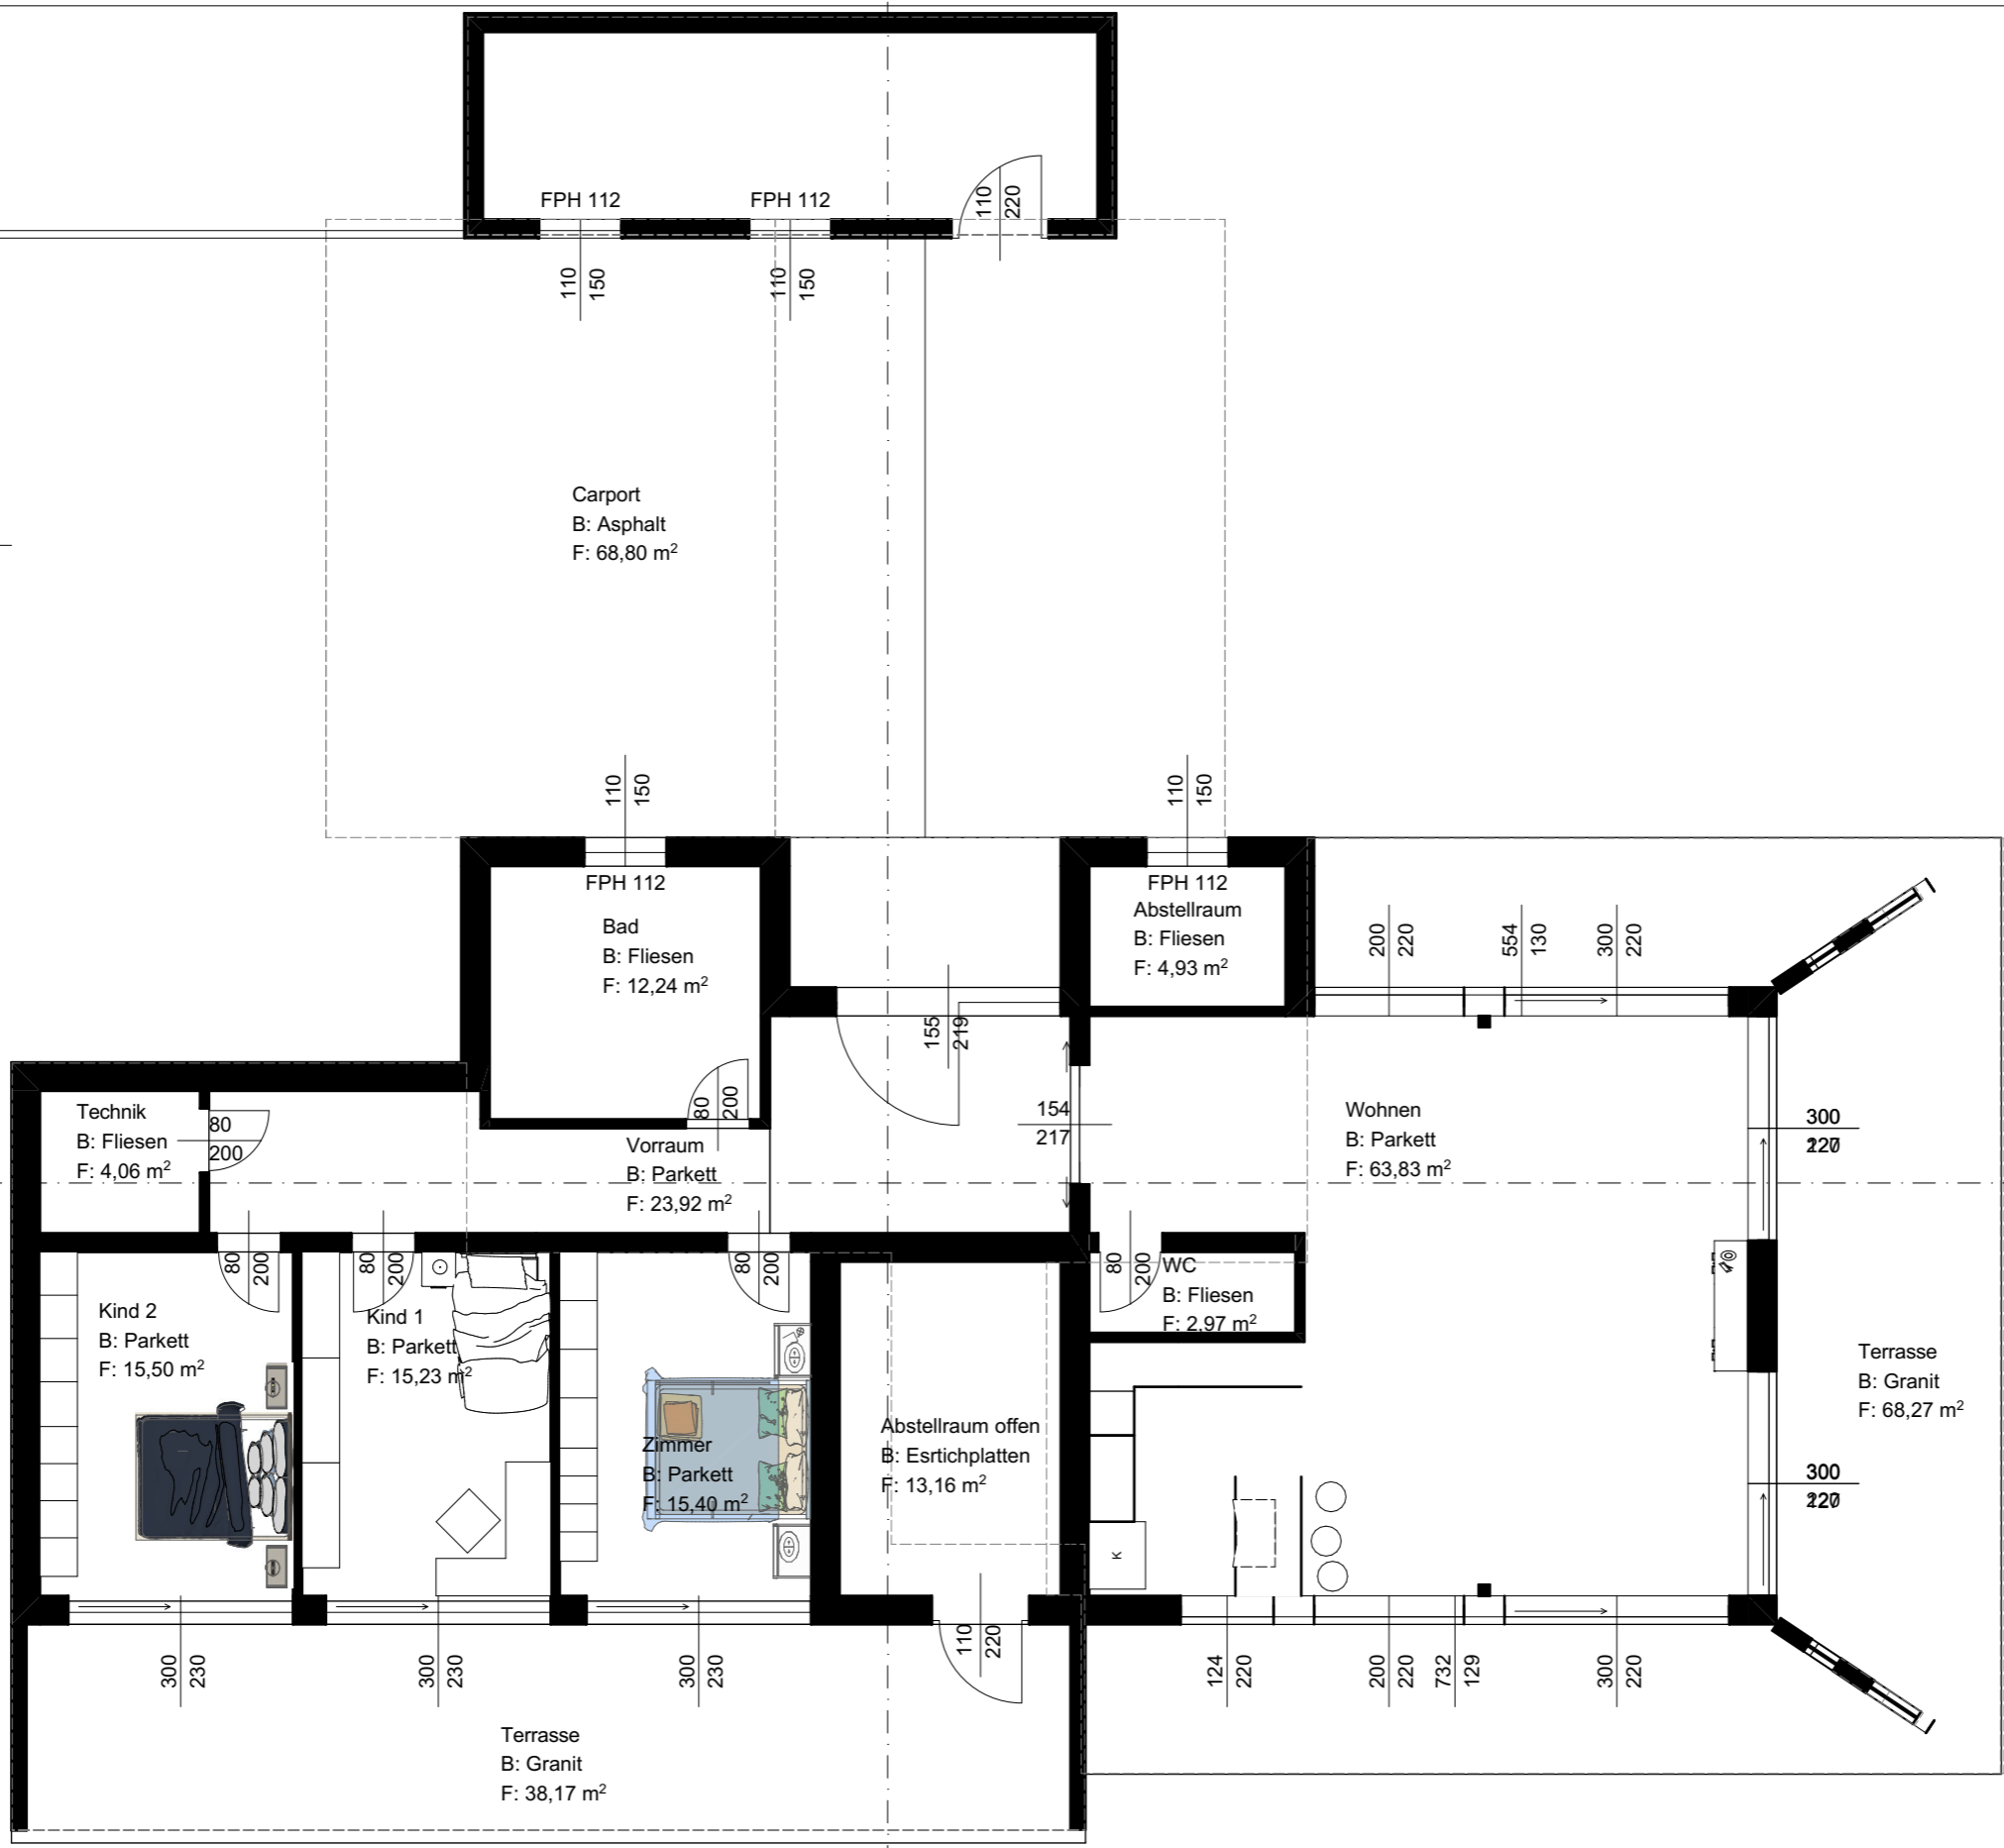 FPH 112
FPH 112
110
220
110
150
110
150
Carport
B: Asphalt
F: 68,80 m²
110
150
110
150
FPH 112
Bad
B: Fliesen
F: 12,24 m²
FPH 112
Abstellraum
B: Fliesen
F: 4,93 m²
200
220
554
130
300
220
155
219
80
200
154
217
Technik
B: Fliesen
F: 4,06 m²
80
200
Vorraum
B: Parkett
F: 23,92 m²
Wohnen
B: Parkett
F: 63,83 m²
300
80
200
80
200
80
200
80
200
WC
B: Fliesen
F: 2,97 m²
Kind 2
B: Parkett
F: 15,50 m²
Kind 1
B: Parkett
F: 15,23 m²
Zimmer
B: Parkett
F: 15,40 m²
Abstellraum offen
B: Esrtichplatten
F: 13,16 m²
Terrasse
B: Granit
F: 68,27 m²
300
K
300
230
300
230
300
230
110
220
124
220
200
220
732
129
300
220
Terrasse
B: Granit
F: 38,17 m²